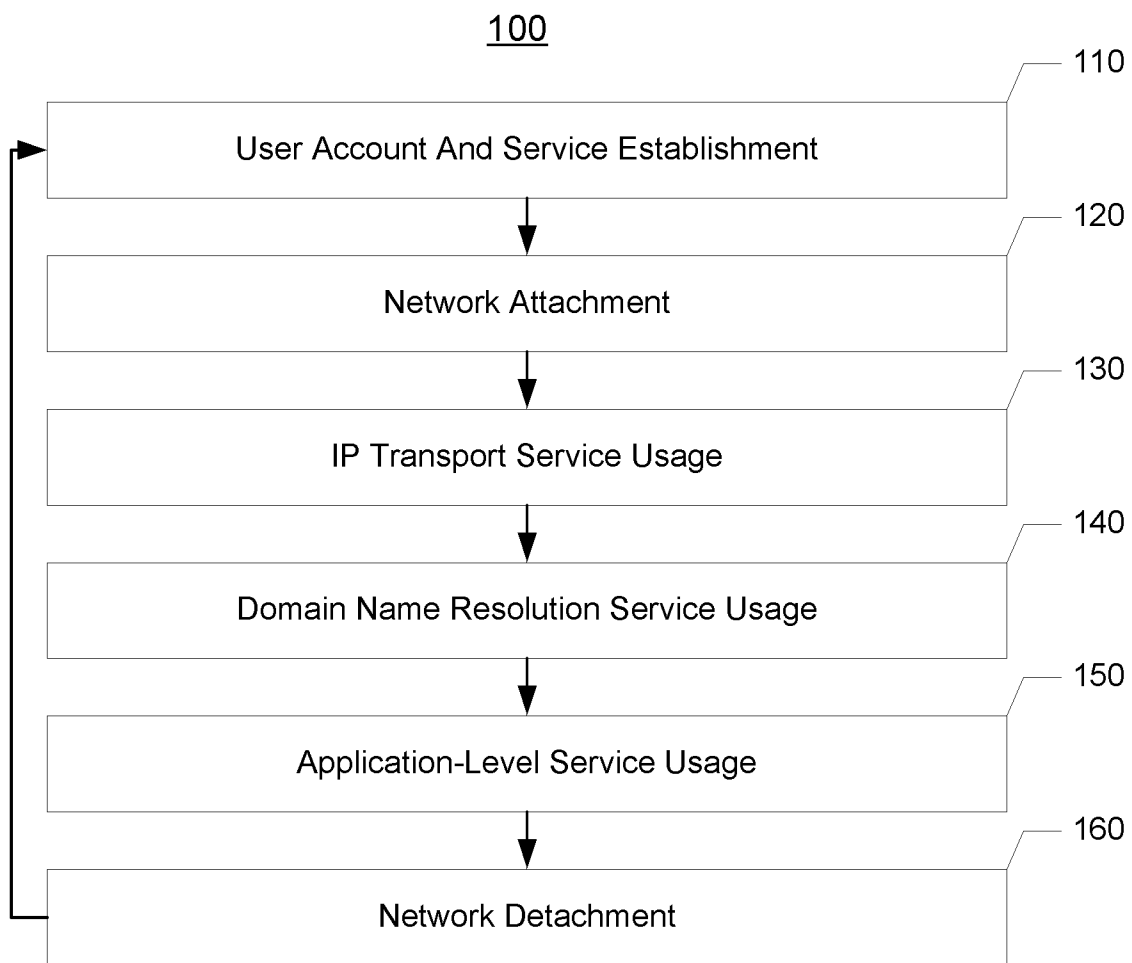 100
110
User Account And Service Establishment
120
Network Attachment
130
IP Transport Service Usage
140
Domain Name Resolution Service Usage
150
Application-Level Service Usage
160
Network Detachment